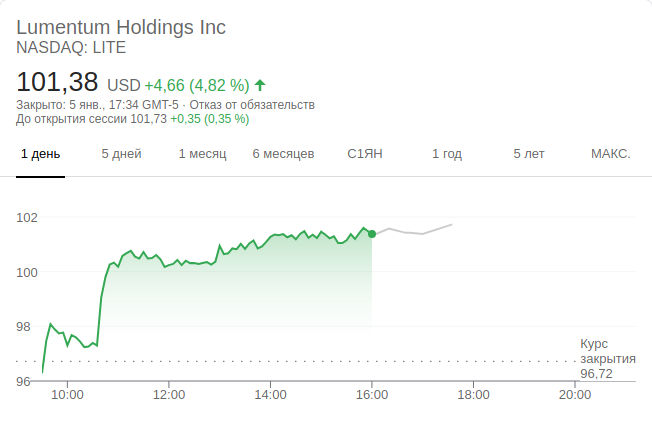 Lumentum Holdings Inc
NASDAQ: LITE
101,38 USD +4,66 (4,82 %)
Закрыто: 5 янв., 17:34 GMT-5 · Отказ от обязательств
До открытия сессии 101,73 +0,35 (0,35 %)
1 день 5 дней 1 месяц 6 месяцев С1ЯН 1 год 5 лет МАКС.
102
100
98
Курс
закрытия
96,72
96
10:00 12:00 14:00 16:00 18:00 20:00